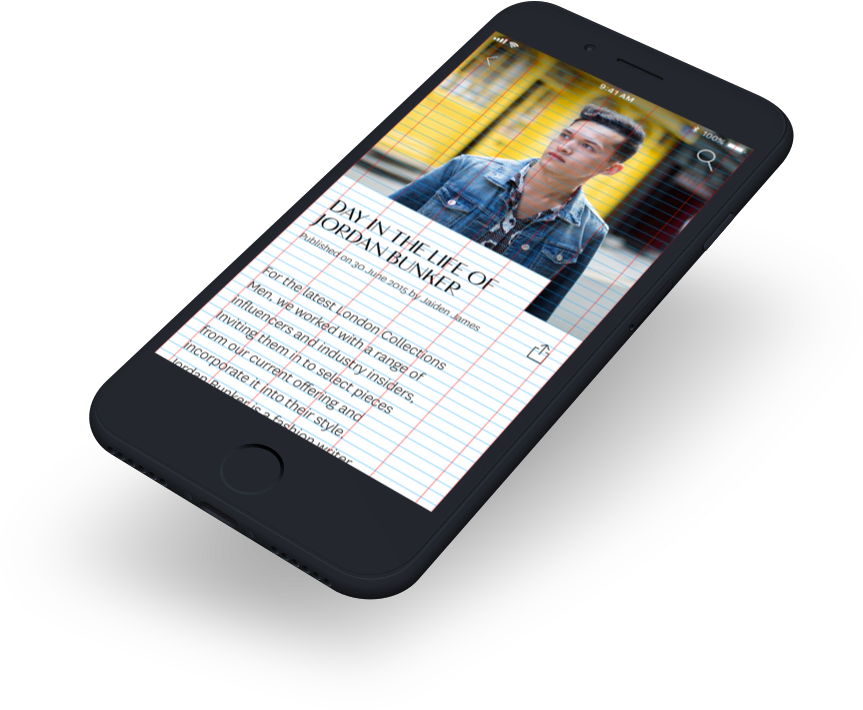 9:41 AM
100%
DAY IN THE LIFE OF
JORDAN BUNKER
Published on 30 June 2015 by Jaiden James
For the latest London Collections
Men, we worked with a range of
influencers and industry insiders,
inviting them in to select pieces
from our current offering and
incorporate it into their style.
Jordan Bunker is a fashion writer